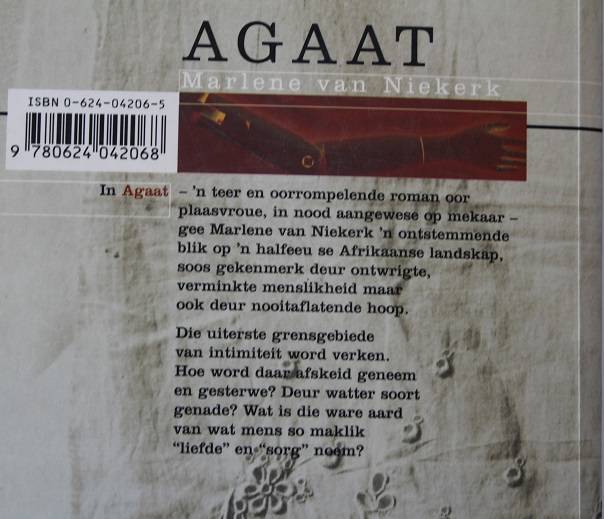 AGAAT
Marlene van Niekerk
ISBN 0-624-04206-5
9 780624 042068
In Agaat – 'n teer en oorrompelende roman oor
plaasvroue, in nood aangewese op mekaar –
gee Marlene van Niekerk 'n ontstemmende
blik op 'n halfeeu se Afrikaanse landskap,
soos gekenmerk deur ontwrigte,
verminkte menslikheid maar
ook deur nooitaflatende hoop.
Die uiterste grensgebiede
van intimiteit word verken.
Hoe word daar afskeid geneem
en gesterwe? Deur watter soort
genade? Wat is die ware aard
van wat mens so maklik
“liefde” en “sorg” noem?